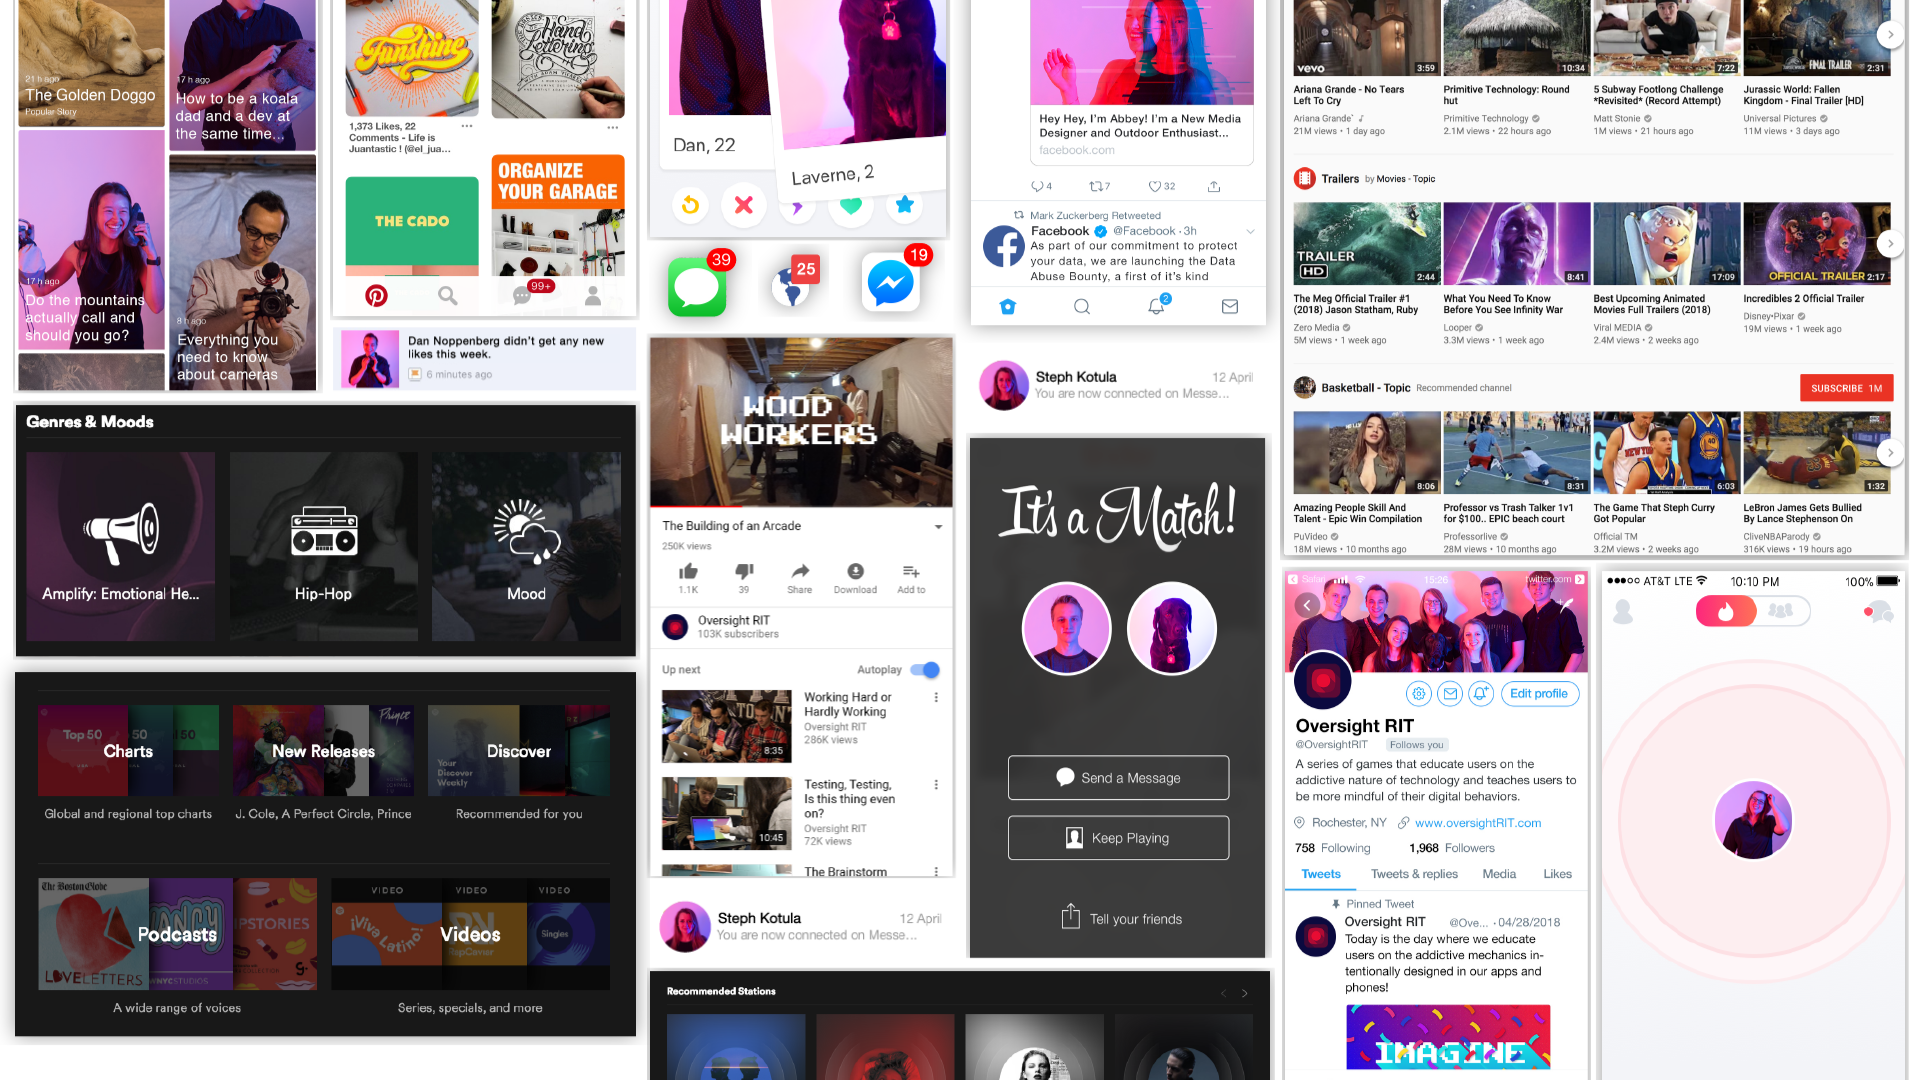 21 h ago
The Golden Doggo
Popular Story
17 h ago
How to be a koala
dad and a dev at
the same time...
17 h ago
Do the mountains
actually call and
should you go?
8 h ago
Everything you
need to know
about cameras
Funshine
Hand
Lettering
1,373 Likes, 22
Comments - Life is
Juantastic ! (@el_jua...
THE CADO
ORGANIZE
YOUR GARAGE
99+
Dan Noppenberg didn't get any new
likes this week.
6 minutes ago
Genres & Moods
Amplify: Emotional He...
Hip-Hop
Mood
Top 50
50
50
Charts
Global and regional top charts
Prince
New Releases
J. Cole, A Perfect Circle, Prince
Your
Discover
Weekly
Discover
Recommended for you
The Boston Globe
LOVELETTERS
WNYCSTUDIOS
Podcasts
A wide range of voices
VIDEO
VIDEO
VIDEO
¡Viva Latino!
RapCaviar
Singles
Videos
Series, specials, and more
Dan, 22
Laverne, 2
39
25
19
WOOD
WORKERS
The Building of an Arcade
250K views
1.1K
39
Share
Download
Add to
Oversight RIT
103K subscribers
Up next
Autoplay
8:35
Working Hard or
Hardly Working
Oversight RIT
286K views
10:45
Testing, Testing,
Is this thing even
on?
Oversight RIT
72K views
The Brainstorm
Steph Kotula
12 April
You are now connected on Messe...
Recommended Stations
Hey Hey, I'm Abbey! I'm a New Media
Designer and Outdoor Enthusiast...
facebook.com
4
7
32
Mark Zuckerberg Retweeted
Facebook @Facebook · 3h
As part of our commitment to protect
your data, we are launching the Data
Abuse Bounty, a first of it's kind
2
Steph Kotula
12 April
You are now connected on Messe...
It's a Match!
Send a Message
Keep Playing
Tell your friends
vevo
3:59
10:34
7:22
FINAL TRAILER
2:31
Ariana Grande - No Tears
Left To Cry
Ariana Grande
21M views • 1 day ago
Primitive Technology: Round
hut
Primitive Technology
2.1M views • 22 hours ago
5 Subway Footlong Challenge
*Revisited* (Record Attempt)
Matt Stonie
1M views • 21 hours ago
Jurassic World: Fallen
Kingdom - Final Trailer [HD]
Universal Pictures
11M views • 3 days ago
Trailers by Movies - Topic
TRAILER
HD
2:44
8:41
17:09
OFFICIAL TRAILER
2:17
The Meg Official Trailer #1
(2018) Jason Statham, Ruby
Zero Media
5M views • 1 week ago
What You Need To Know
Before You See Infinity War
Looper
3.3M views • 1 week ago
Best Upcoming Animated
Movies Full Trailers (2018)
Viral MEDIA
2.4M views • 2 weeks ago
Incredibles 2 Official Trailer
Disney•Pixar
19M views • 1 week ago
Basketball - Topic Recommended channel
SUBSCRIBE 1M
8:06
8:31
NEW YORK
40
6:03
1:32
Amazing People Skill And
Talent - Epic Win Compilation
PuVideo
18M views • 10 months ago
Professor vs Trash Talker 1v1
for $100.. EPIC beach court
Professorlive
28M views • 10 months ago
The Game That Steph Curry
Got Popular
Official TM
3.2M views • 2 weeks ago
LeBron James Gets Bullied
By Lance Stephenson On
CliveNBAParody
316K views • 19 hours ago
Safari
15:26
twitter.com
Edit profile
Oversight RIT
@OversightRIT Follows you
A series of games that educate users on the
addictive nature of technology and teaches users to
be more mindful of their digital behaviors.
Rochester, NY www.oversightRIT.com
758 Following 1,968 Followers
Tweets Tweets & replies Media Likes
Pinned Tweet
Oversight RIT @Ove... · 04/28/2018
Today is the day where we educate
users on the addictive mechanics in-
tentionally designed in our apps and
phones!
IMAGINE
AT&T LTE
10:10 PM
100%